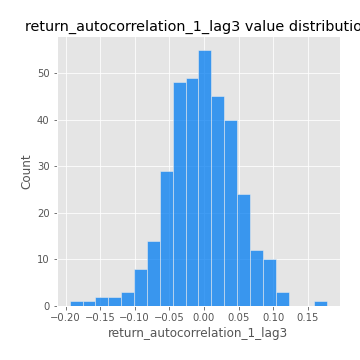 return_autocorrelation_1_lag3 value distributio
50
40
30
20
10
0
Count
−0.20 −0.15 −0.10 −0.05 0.00 0.05 0.10 0.15
return_autocorrelation_1_lag3